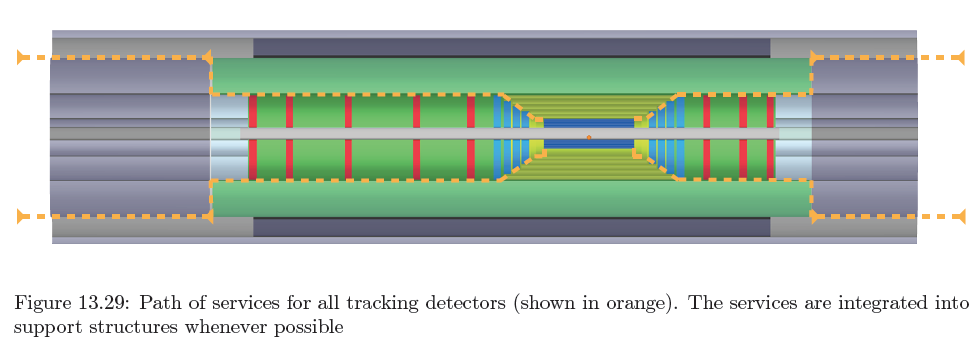 Figure 13.29: Path of services for all tracking detectors (shown in orange). The services are integrated into
support structures whenever possible